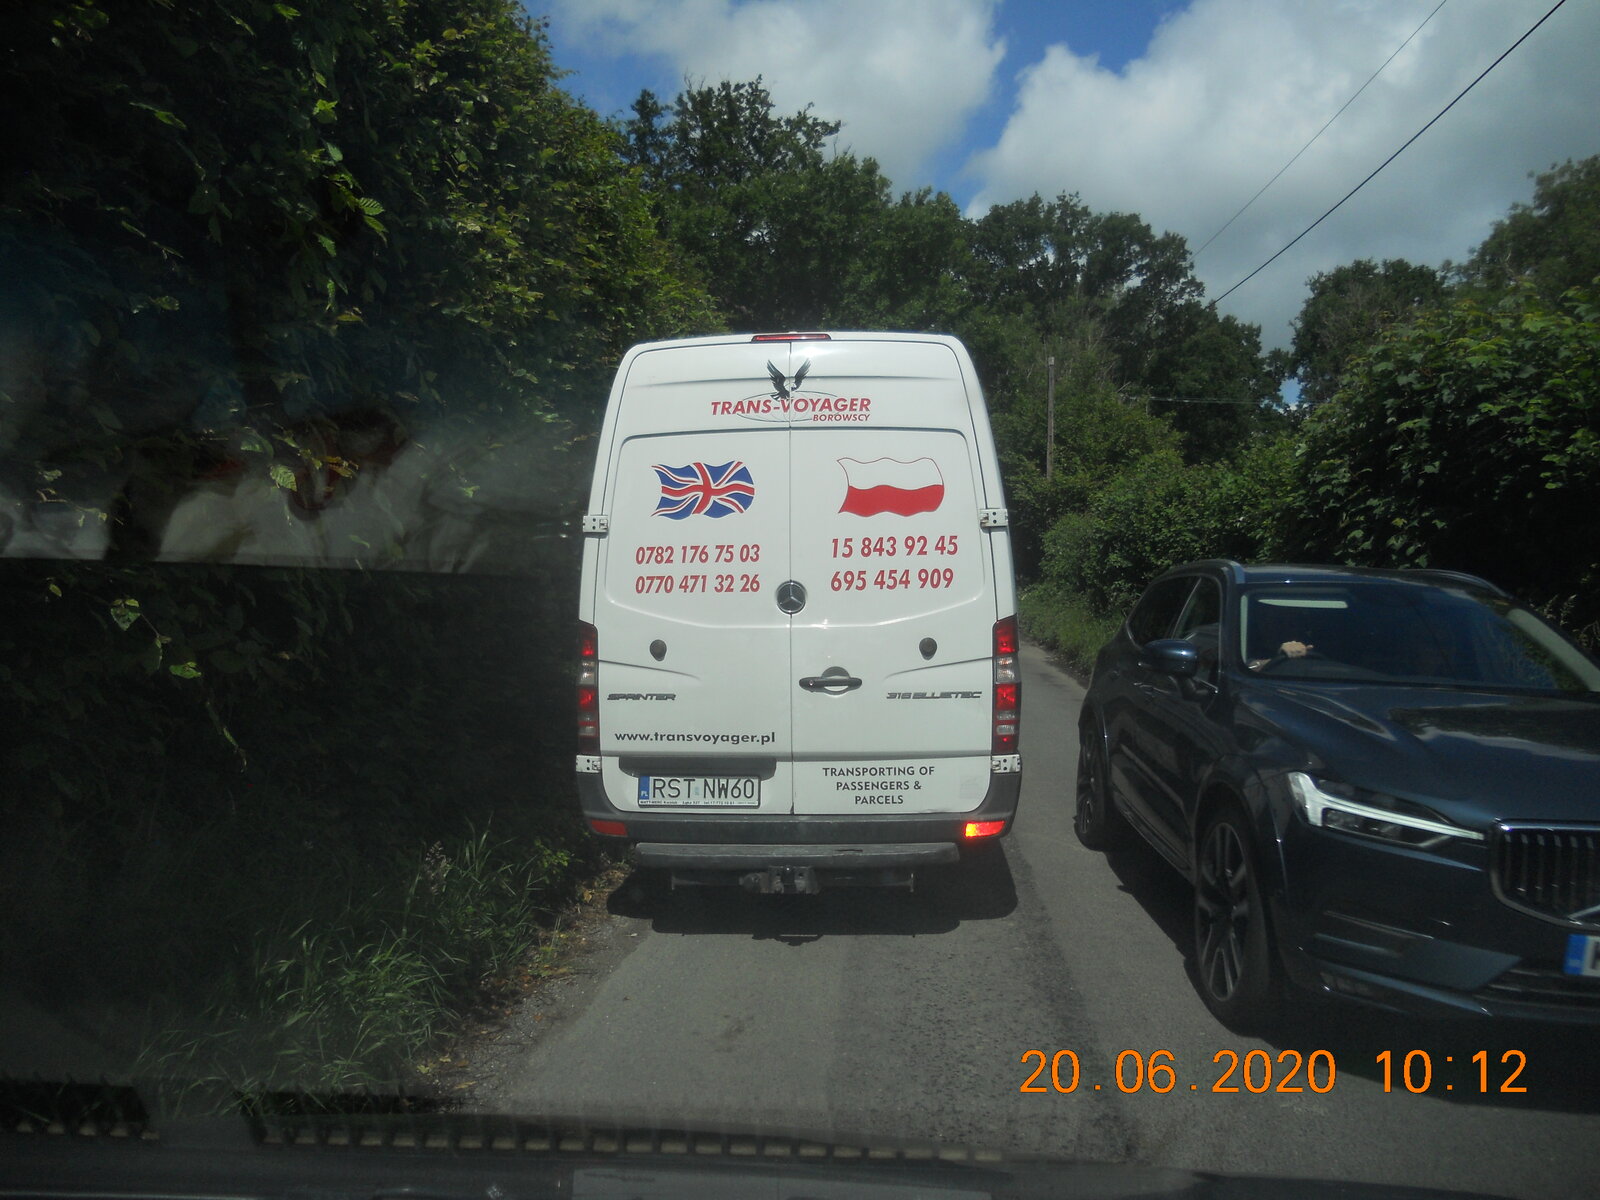 TRANS-VOYAGER
BOROWSCY
0782 176 75 03
0770 471 32 26
15 843 92 45
695 454 909
SPRINTER
316 BLUETEC
www.transvoyager.pl
PL
RST NW60
TRANSPORTING OF
PASSENGERS &
PARCELS
20.06.2020 10:12